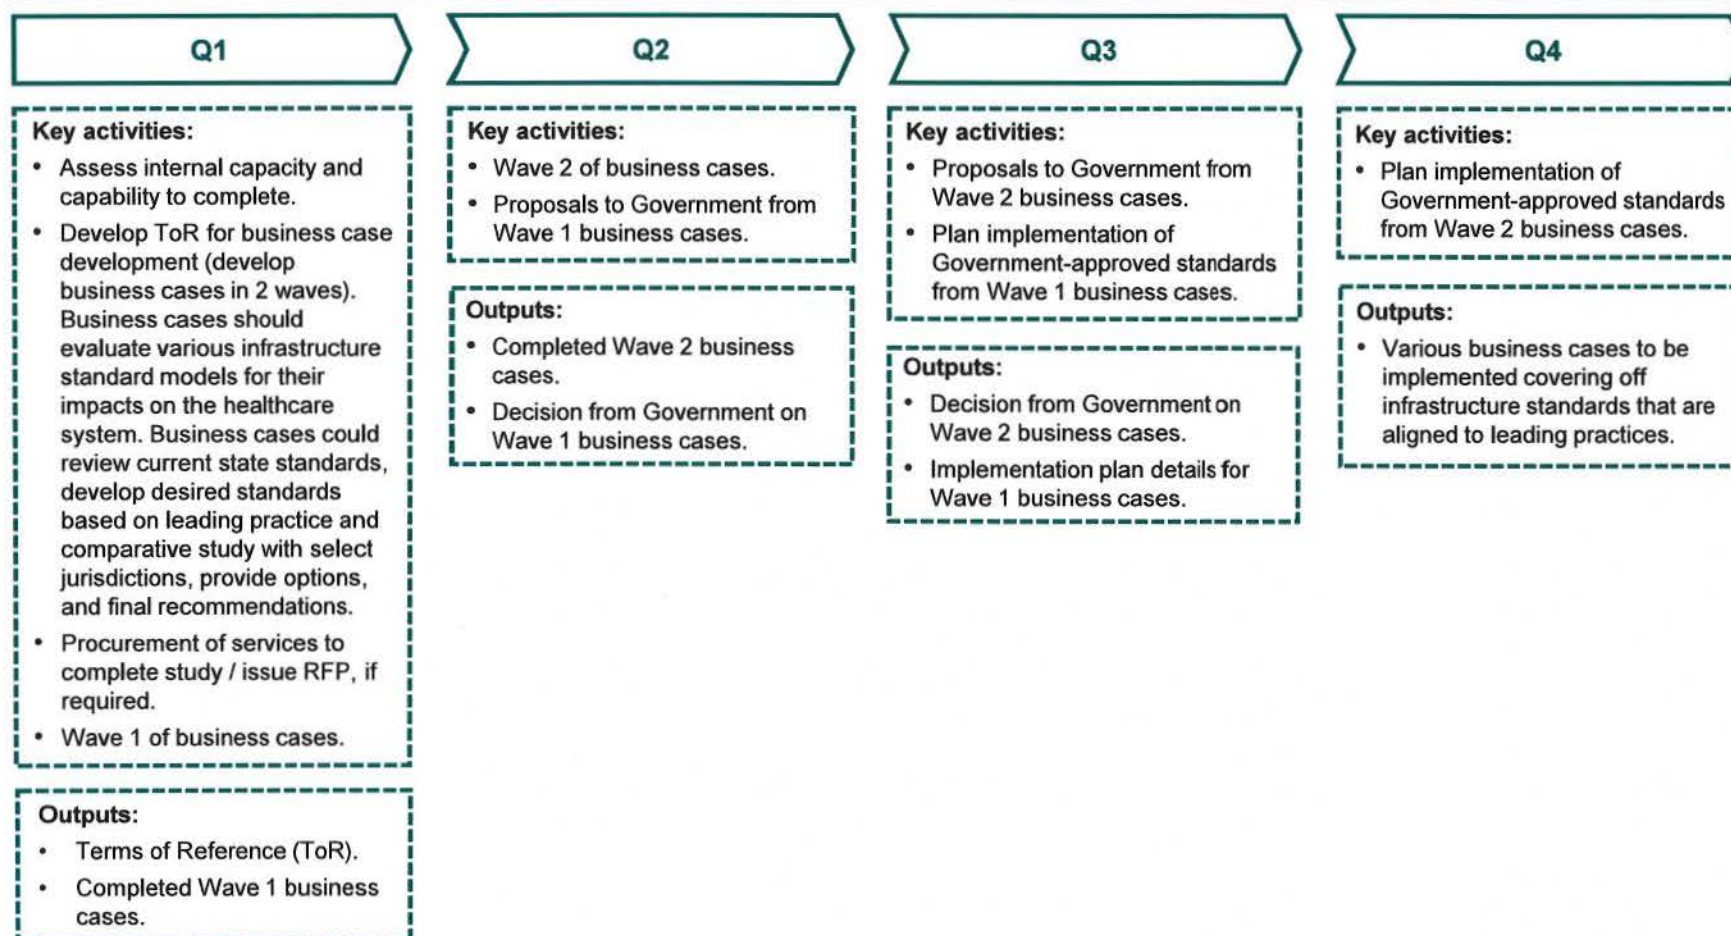 Q1
Key activities:
• Assess internal capacity and
capability to complete.
• Develop ToR for business case
development (develop
business cases in 2 waves).
Business cases should
evaluate various infrastructure
standard models for their
impacts on the healthcare
system. Business cases could
review current state standards,
develop desired standards
based on leading practice and
comparative study with select
jurisdictions, provide options,
and final recommendations.
• Procurement of services to
complete study / issue RFP, if
required.
• Wave 1 of business cases.
Outputs:
• Terms of Reference (ToR).
• Completed Wave 1 business
cases.
Q2
Key activities:
• Wave 2 of business cases.
• Proposals to Government from
Wave 1 business cases.
Outputs:
• Completed Wave 2 business
cases.
• Decision from Government on
Wave 1 business cases.
Q3
Key activities:
• Proposals to Government from
Wave 2 business cases.
• Plan implementation of
Government-approved standards
from Wave 1 business cases.
Outputs:
• Decision from Government on
Wave 2 business cases.
• Implementation plan details for
Wave 1 business cases.
Q4
Key activities:
• Plan implementation of
Government-approved standards
from Wave 2 business cases.
Outputs:
• Various business cases to be
implemented covering off
infrastructure standards that are
aligned to leading practices.